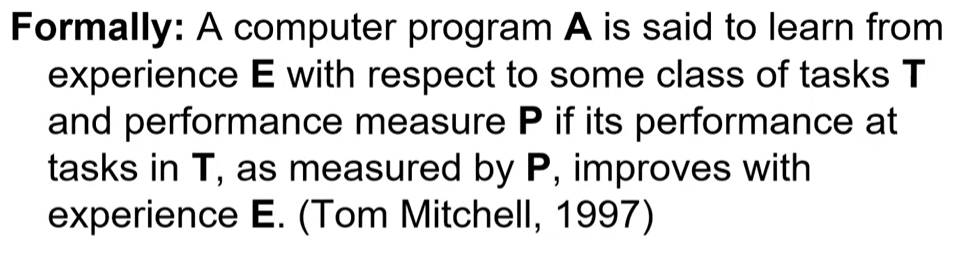 Formally: A computer program A is said to learn from
experience E with respect to some class of tasks T
and performance measure P if its performance at
tasks in T, as measured by P, improves with
experience E. (Tom Mitchell, 1997)